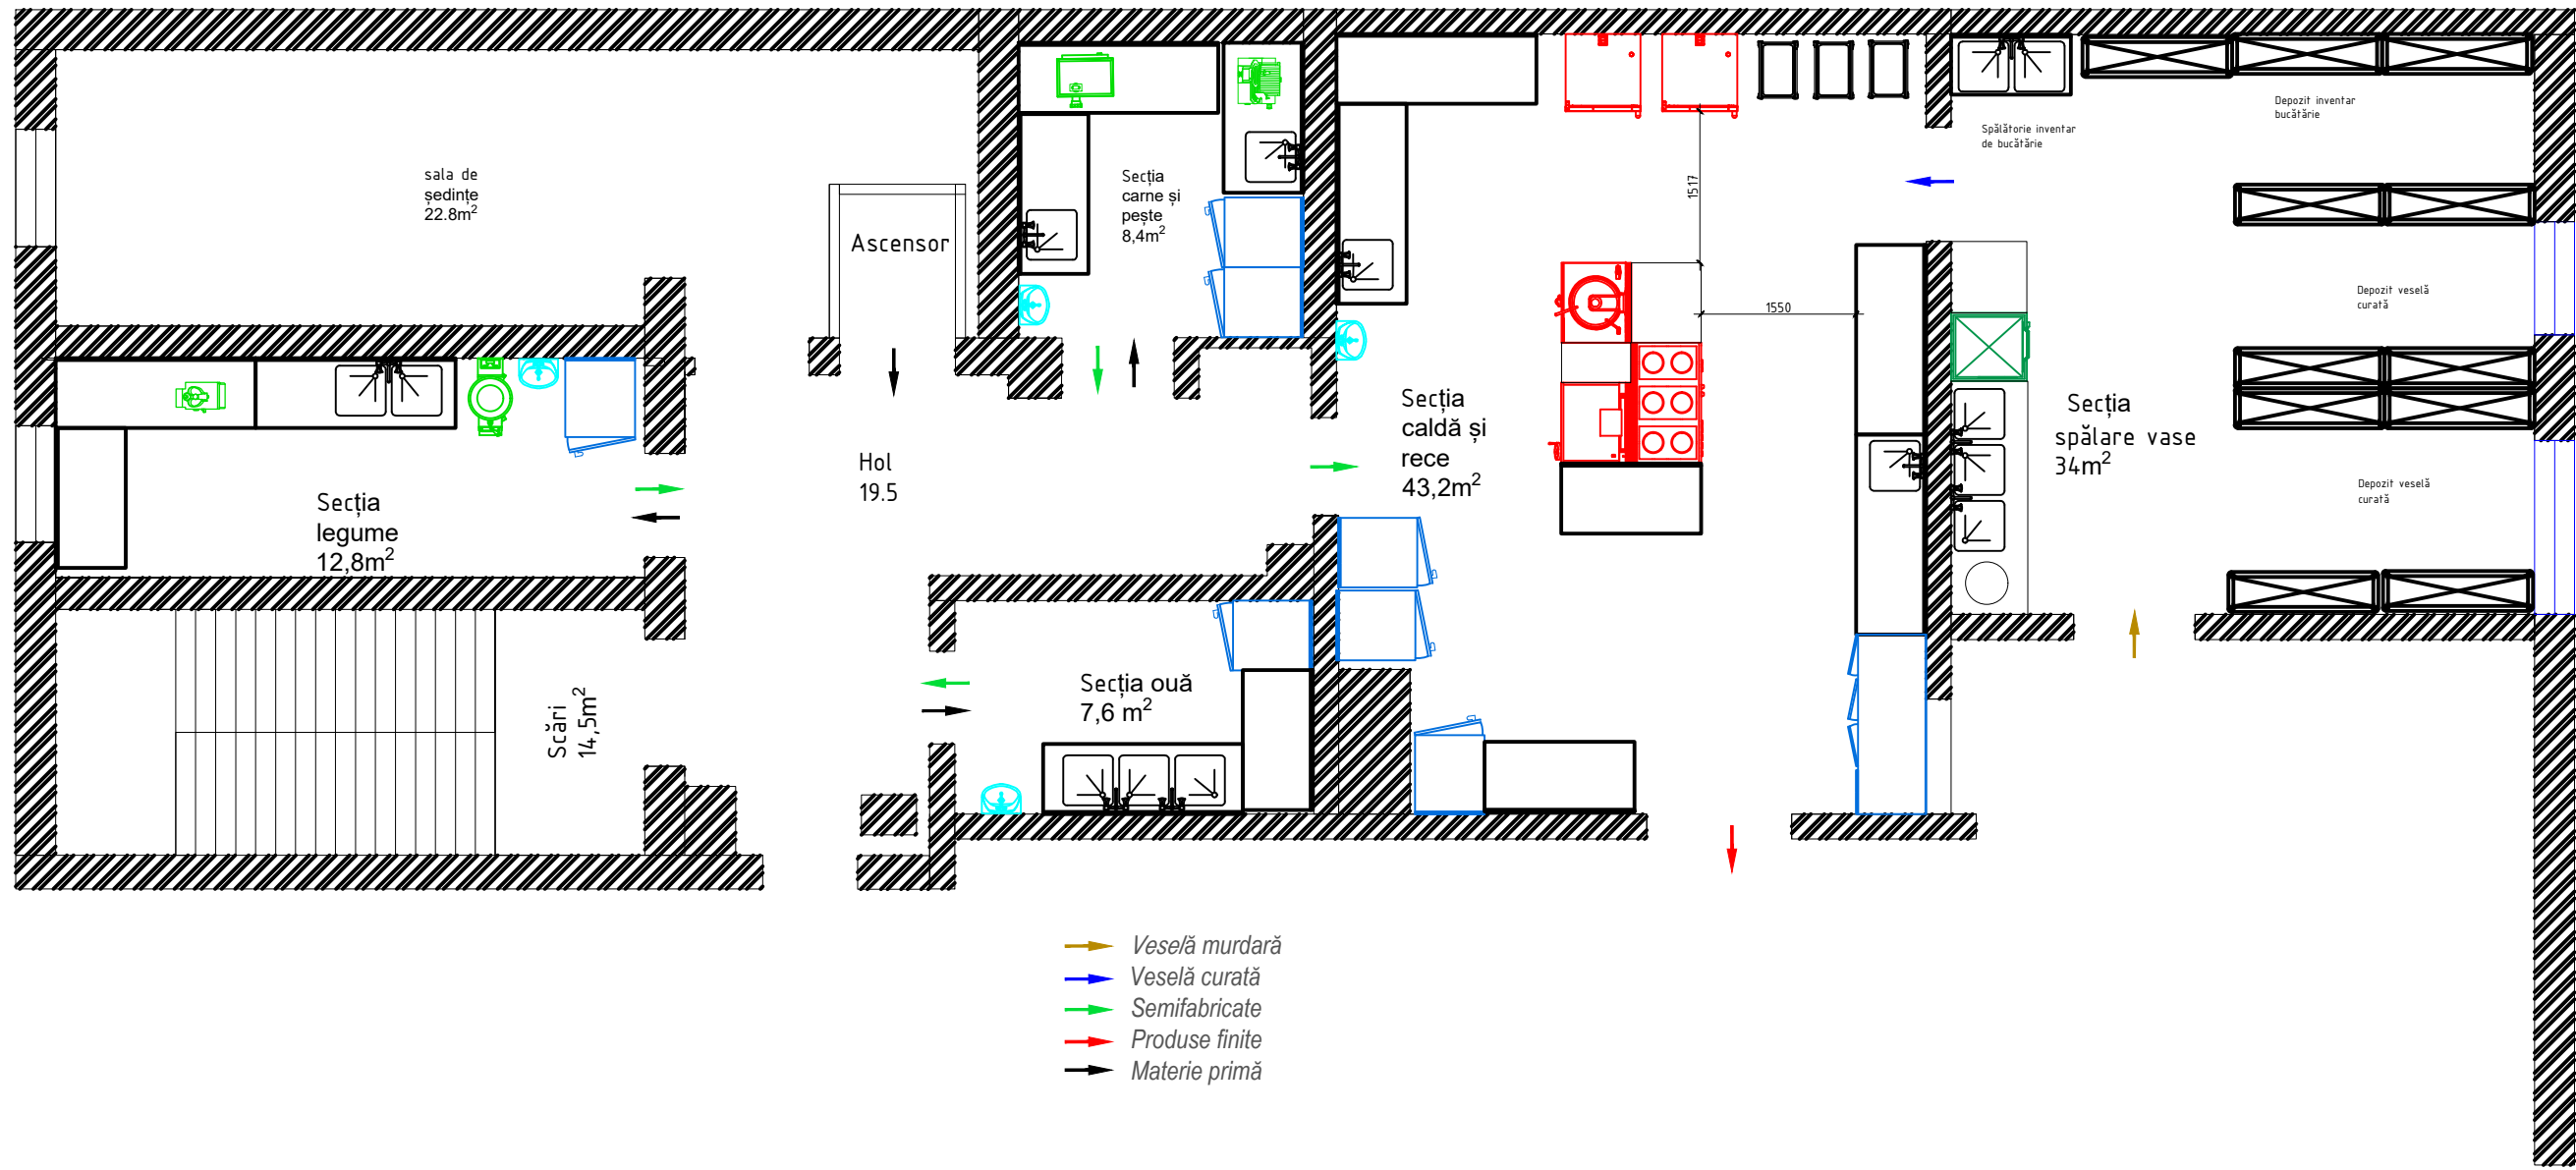 sala de
ședințe
22.8m²
Ascensor
Secția
carne și
pește
8,4m²
1517
1550
Spălătorie inventar
de bucătărie
Depozit inventar
bucătărie
Depozit veselă
curată
Depozit veselă
curată
Secția
spălare vase
34m²
Secția
caldă și
rece
43,2m²
Hol
19.5
Secția
legume
12,8m²
Scări
14,5m²
Secția ouă
7,6 m²
Veselă murdară
Veselă curată
Semifabricate
Produse finite
Materie primă